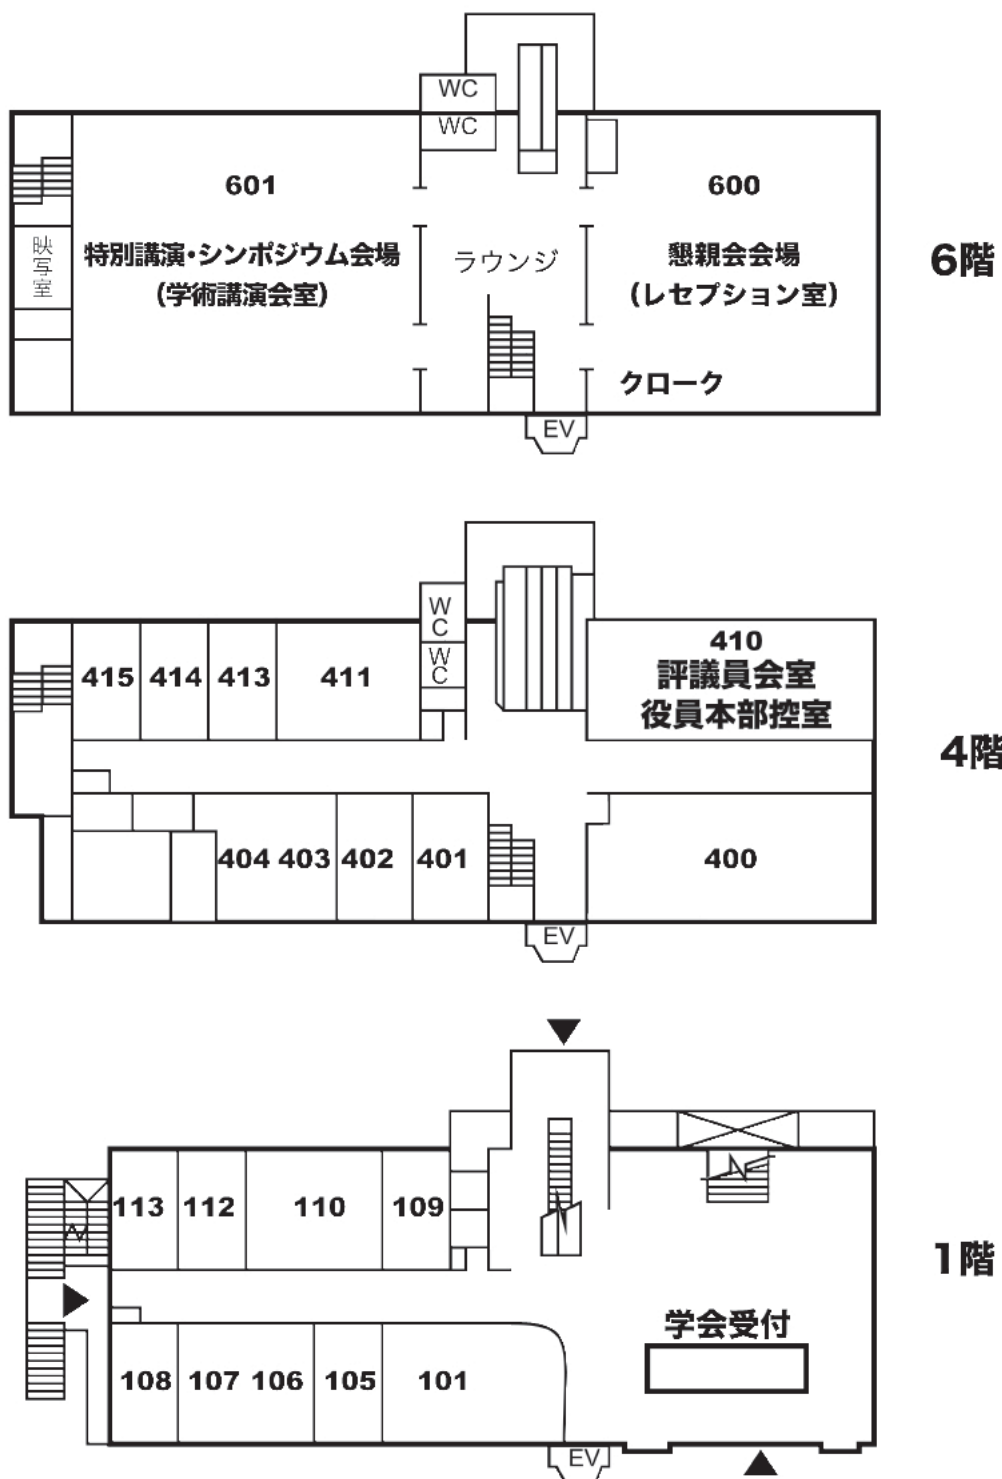 WC
WC
601
600
映写室
特別講演・シンポジウム会場
（学術講演会室）
ラウンジ
懇親会会場
（レセプション室）
6階
クローク
EV
WC
WC
415 414 413 411
410
評議員会室
役員本部控室
4階
404 403 402 401
400
EV
113 112 110 109
1階
学会受付
108 107 106 105 101
EV